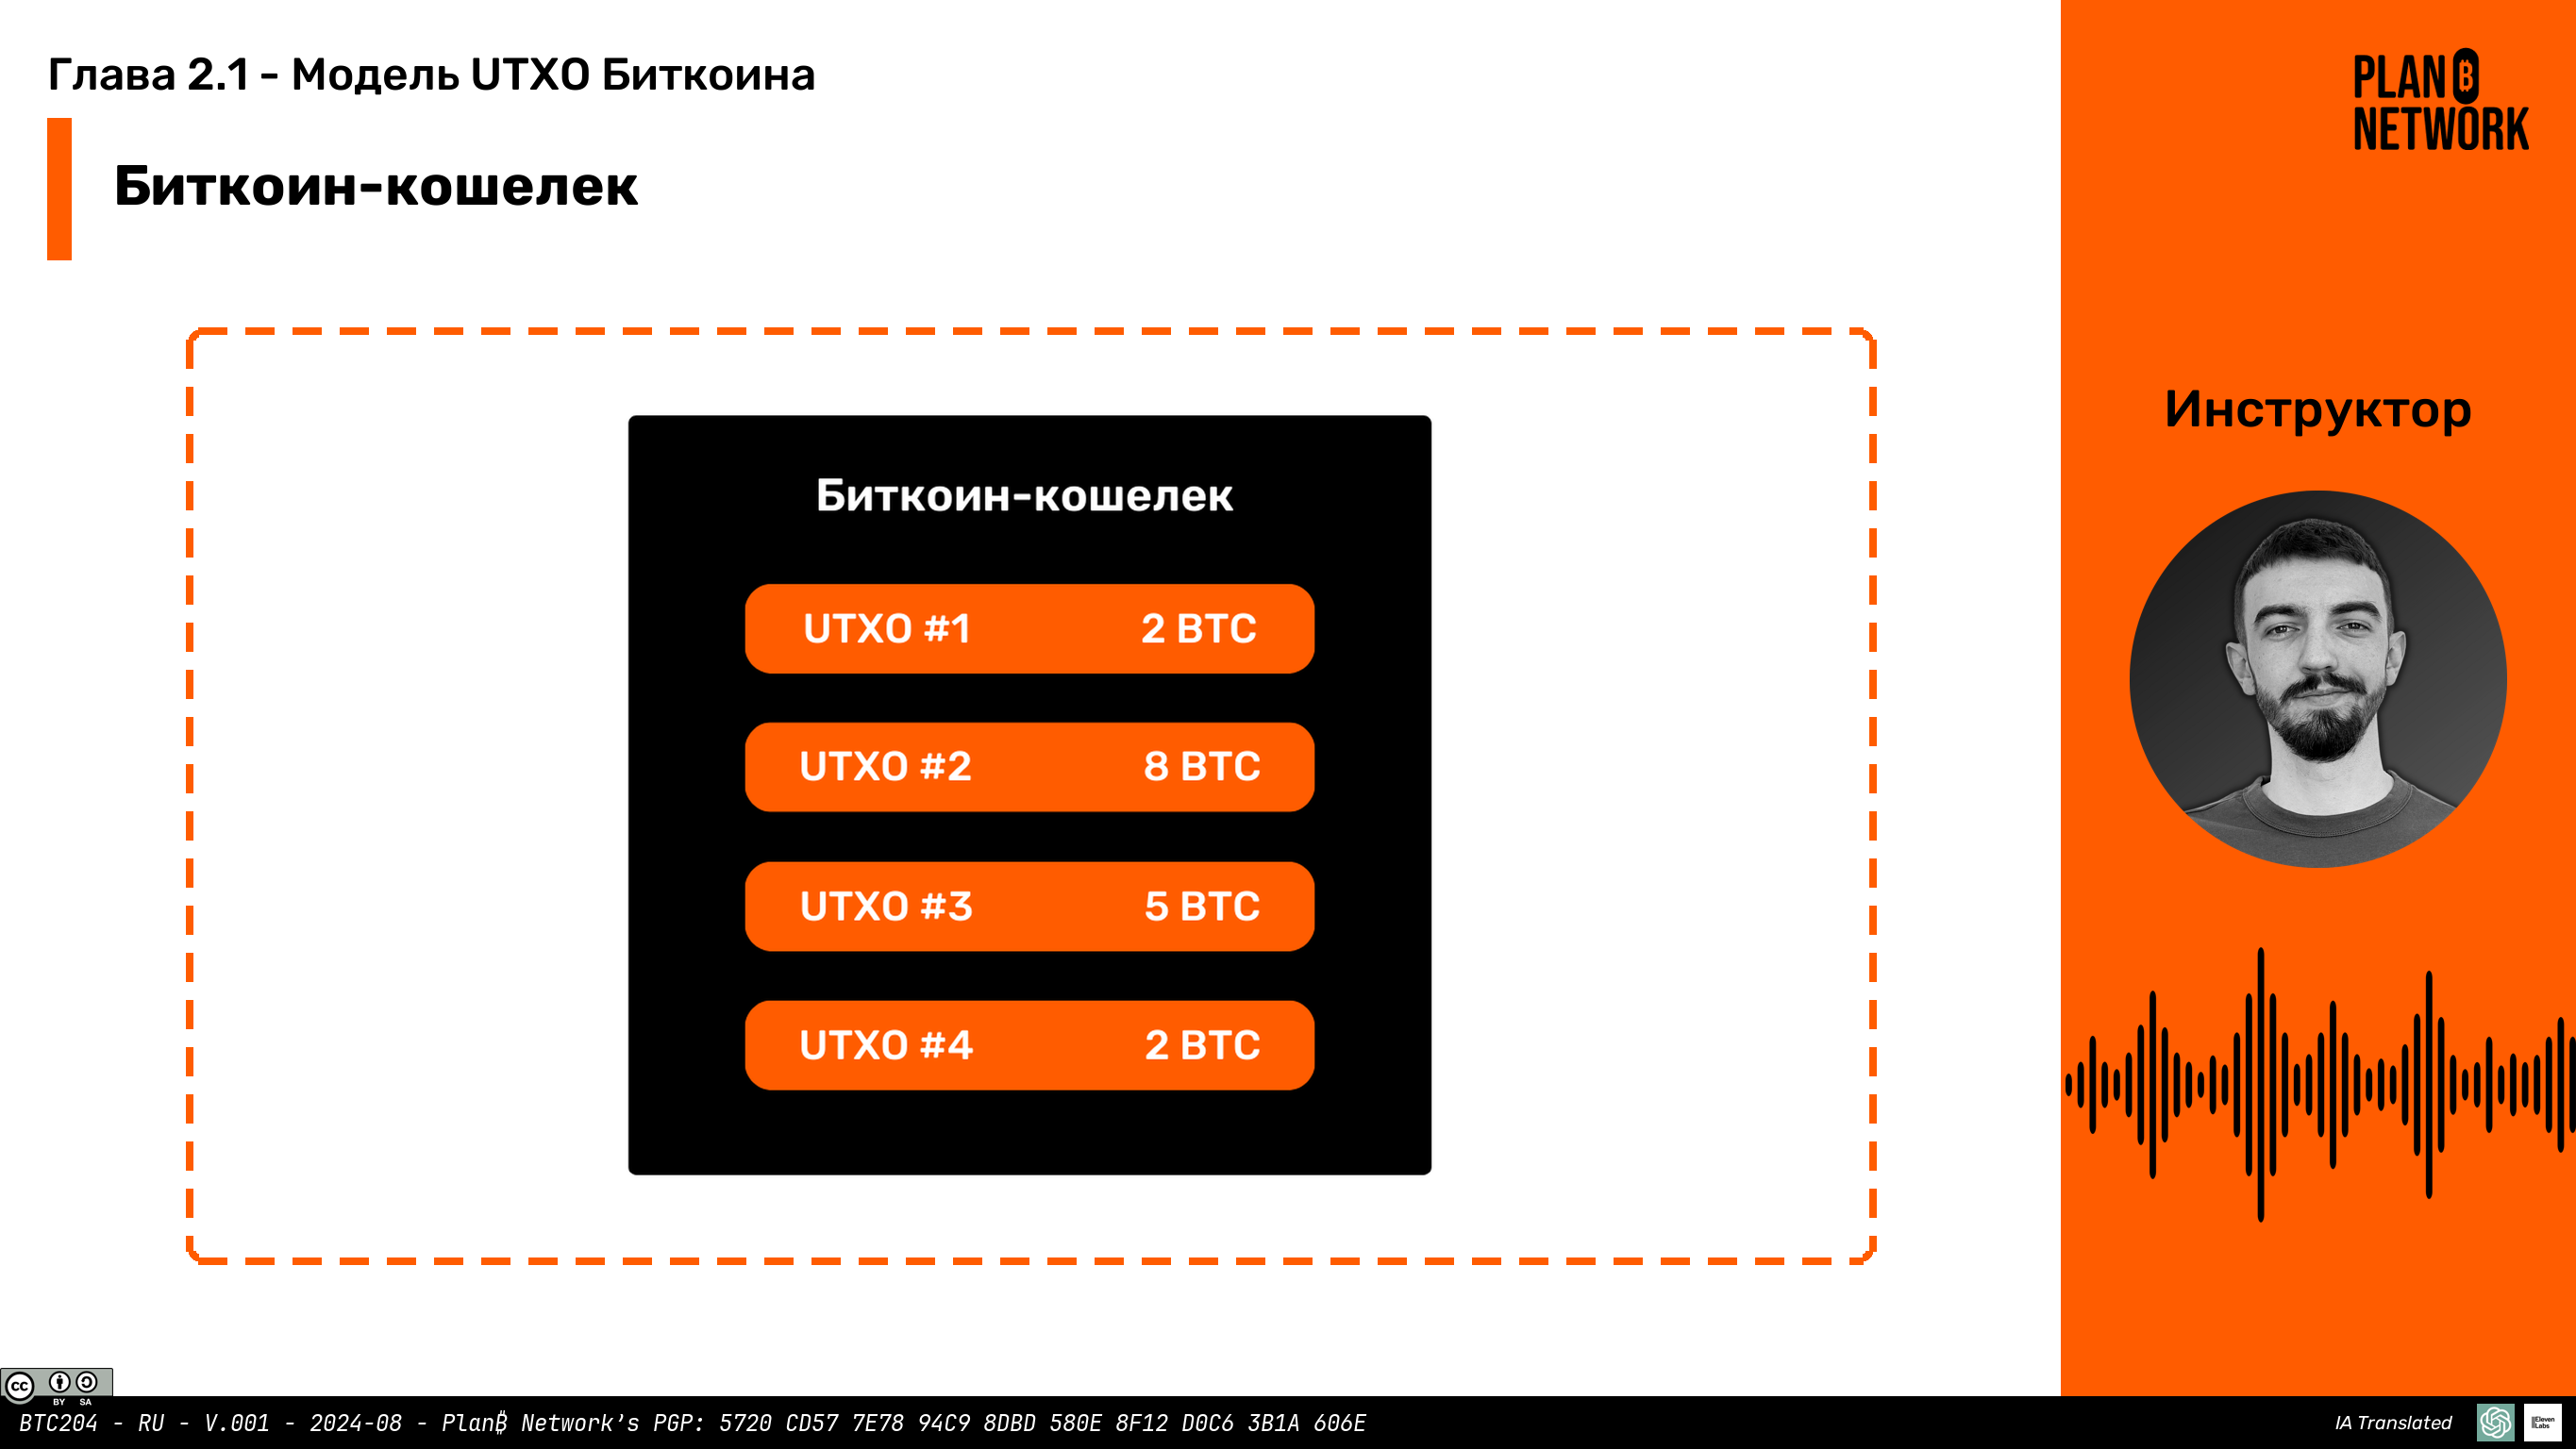 Глава 2.1 - Модель UTXO Биткоина
PLAN ₿
NETWORK
Биткоин-кошелек
Инструктор
Биткоин-кошелек
UTXO #1 2 BTC
UTXO #2 8 BTC
UTXO #3 5 BTC
UTXO #4 2 BTC
cc BY SA
BTC204 - RU - V.001 - 2024-08 - Plan₿ Network’s PGP: 5720 CD57 7E78 94C9 8DBD 580E 8F12 D0C6 3B1A 606E
IA Translated
IIElevenLabs